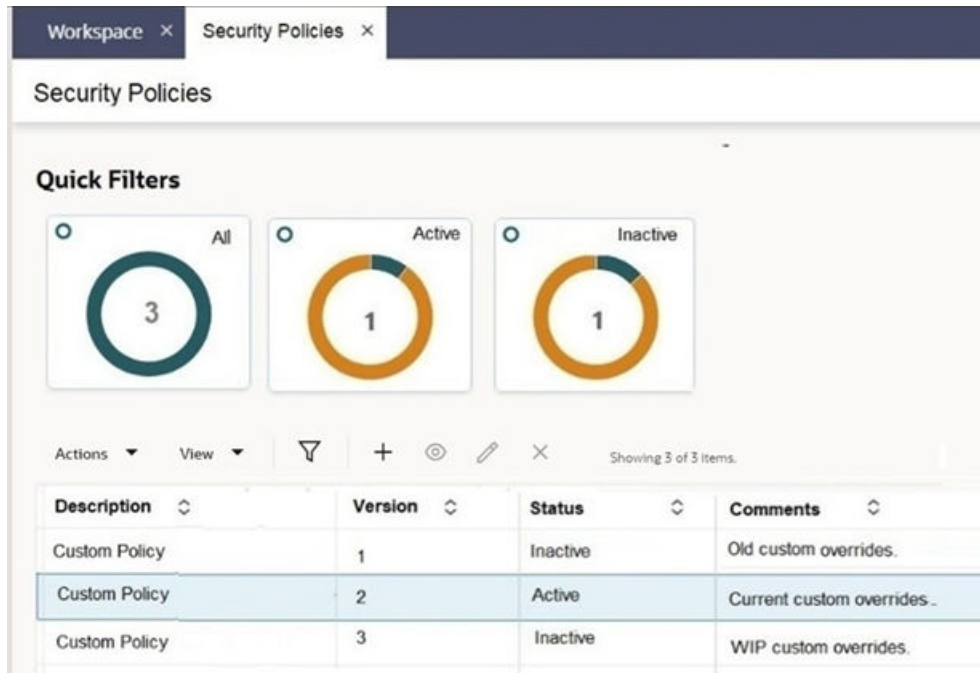 Workspace × Security Policies ×
Security Policies
Quick Filters
All Active Inactive
3 1 1
Actions View Showing 3 of 3 items.
Description Version Status Comments
Custom Policy 1 Inactive Old custom overrides.
Custom Policy 2 Active Current custom overrides..
Custom Policy 3 Inactive WIP custom overrides.